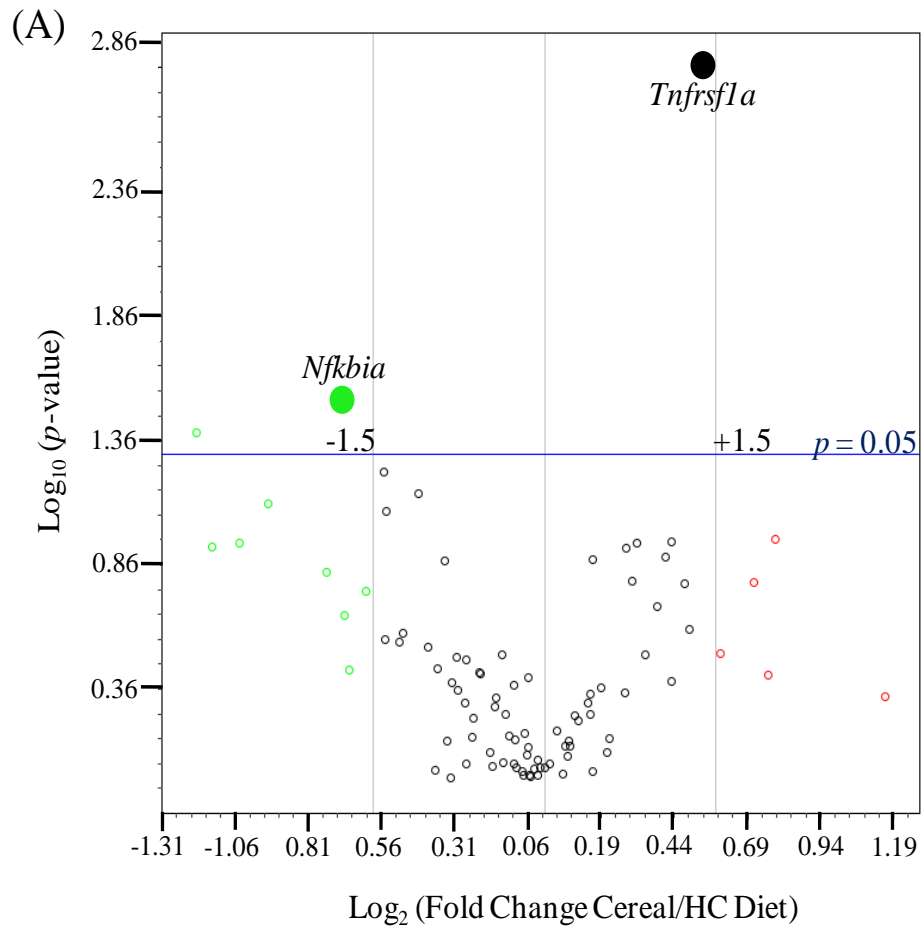 (A)
2.86
Tnfrsf1a
2.36
1.86
Nfkbia
1.36
-1.5
+1.5
p = 0.05
0.86
0.36
Log₁₀ (p-value)
-1.31 -1.06 0.81 0.56 0.31 0.06 0.19 0.44 0.69 0.94 1.19
Log₂ (Fold Change Cereal/HC Diet)